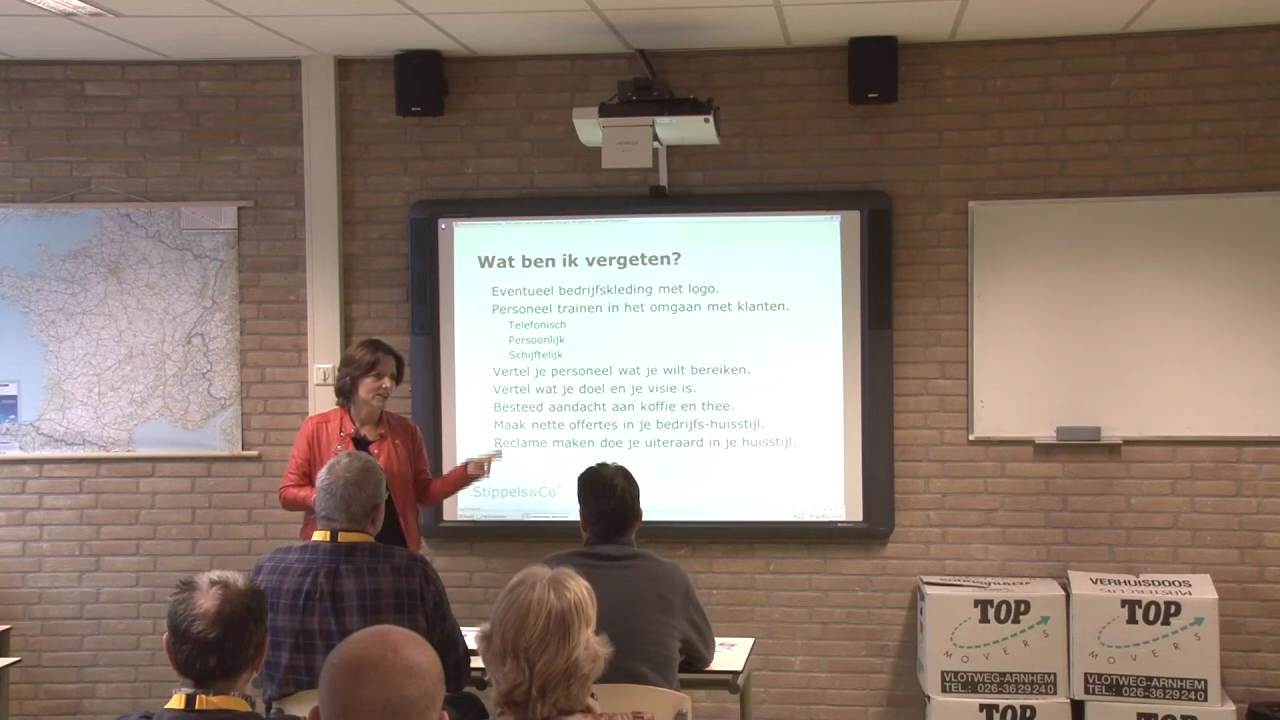 HITACHI
Wat ben ik vergeten?
Eventueel bedrijfskleding met logo.
Personeel trainen in het omgaan met klanten.
Telefonisch
Persoonlijk
Schijftelijk
Vertel je personeel wat je wilt bereiken.
Vertel wat je doel en je visie is.
Besteed aandacht aan koffie en thee.
Maak nette offertes in je bedrijfs-huisstijl.
Reclame maken doe je uiteraard in je huisstijl.
Stippels&Co
TOP
MOVERS
VLOTWEG-ARNHEM
TEL.: 026-3629240
VERHUISDOOS
TOP
MOVERS
VLOTWEG-ARNHEM
TEL.: 026-3629240
TOP
TOP